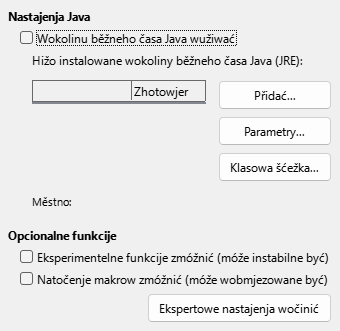 Nastajenja Java
Wokolinu běžneho časa Java wužiwać
Hižo instalowane wokoliny běžneho časa Java (JRE):
Zhotowjer
Přidać...
Parametry...
Klasowa šćežka...
Městno:
Opcionalne funkcije
Eksperimentelne funkcije zmóžnić (móže instabilne być)
Natočenje makrow zmóžnić (móže wobmjezowane być)
Ekspertowe nastajenja wočinić